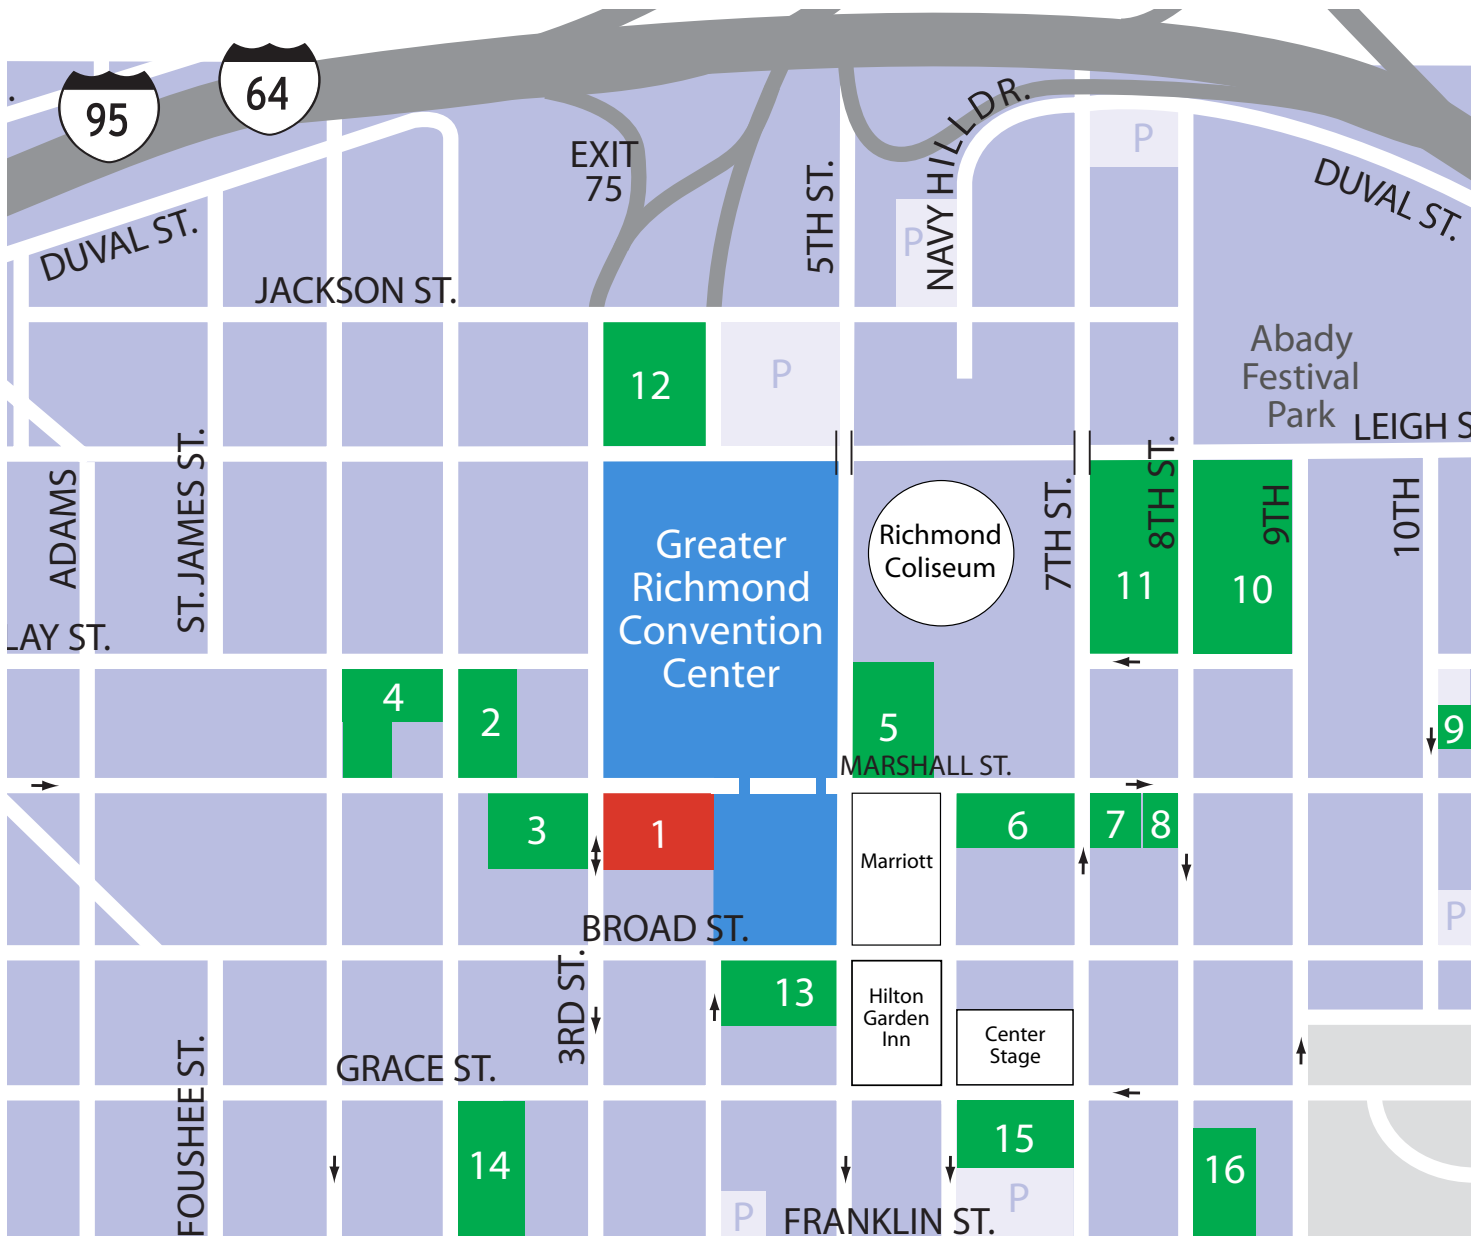 95
64
EXIT
75
5TH ST.
NAVY HILL DR.
P
P
DUVAL ST.
DUVAL ST.
JACKSON ST.
12
P
Abady
Festival
Park
LEIGH S
ADAMS
ST. JAMES ST.
Greater
Richmond
Convention
Center
Richmond
Coliseum
7TH ST.
8TH ST.
9TH
10TH
11
10
LAY ST.
4
2
5
9
MARSHALL ST.
3
1
6
7
8
Marriott
P
BROAD ST.
3RD ST.
13
Hilton
Garden
Inn
Center
Stage
FOUSHEE ST.
GRACE ST.
14
15
16
P
P
FRANKLIN ST.